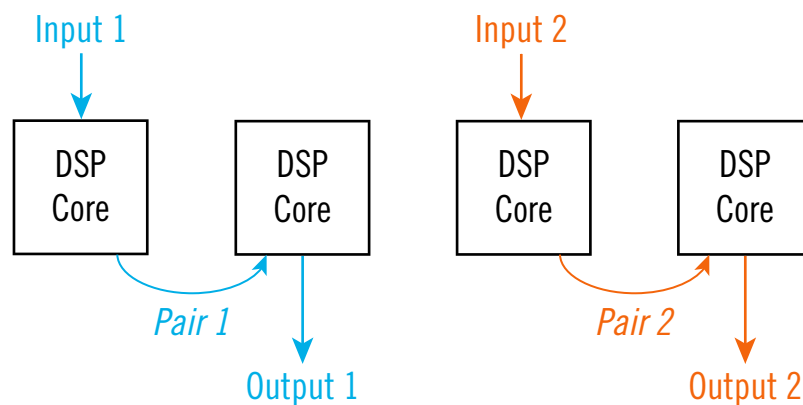 Input 1
Input 2
DSP
Core
DSP
Core
DSP
Core
DSP
Core
Pair 1
Pair 2
Output 1
Output 2